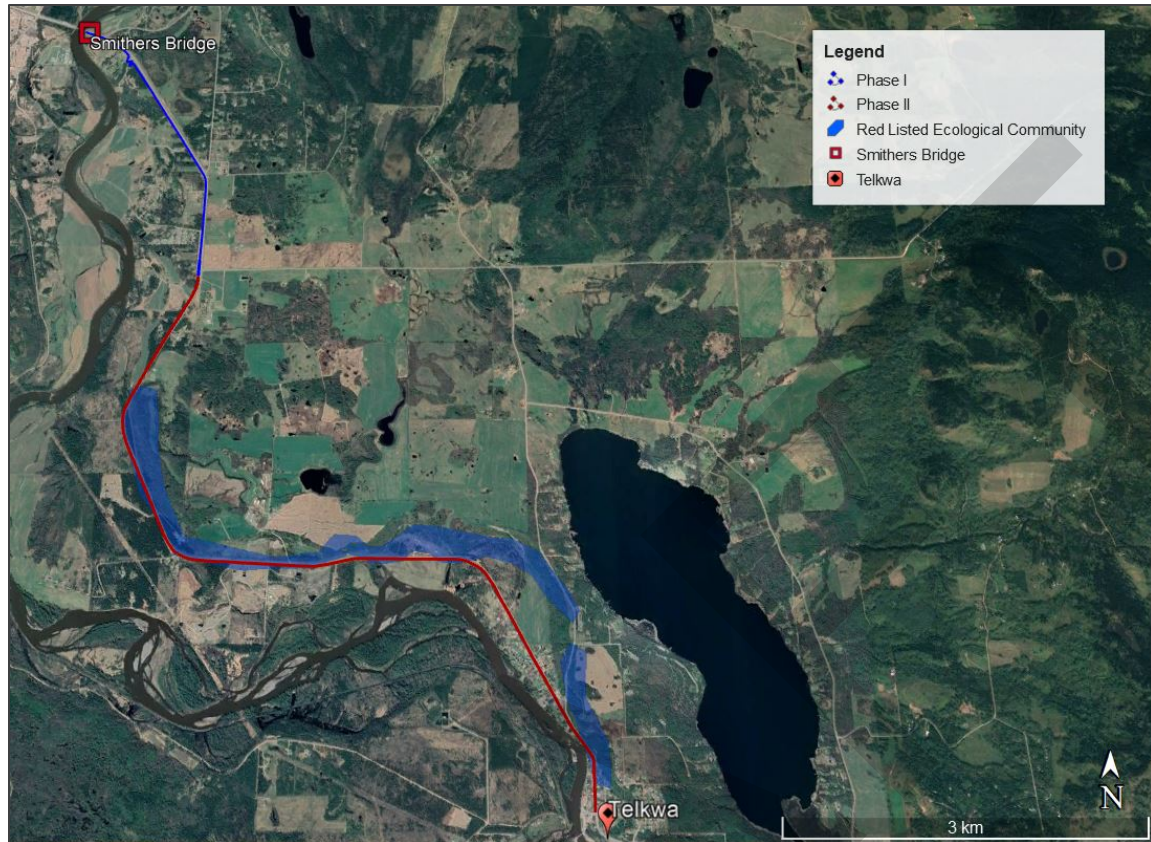 Smithers Bridge
Legend
Phase I
Phase II
Red Listed Ecological Community
Smithers Bridge
Telkwa
Telkwa
N
3 km